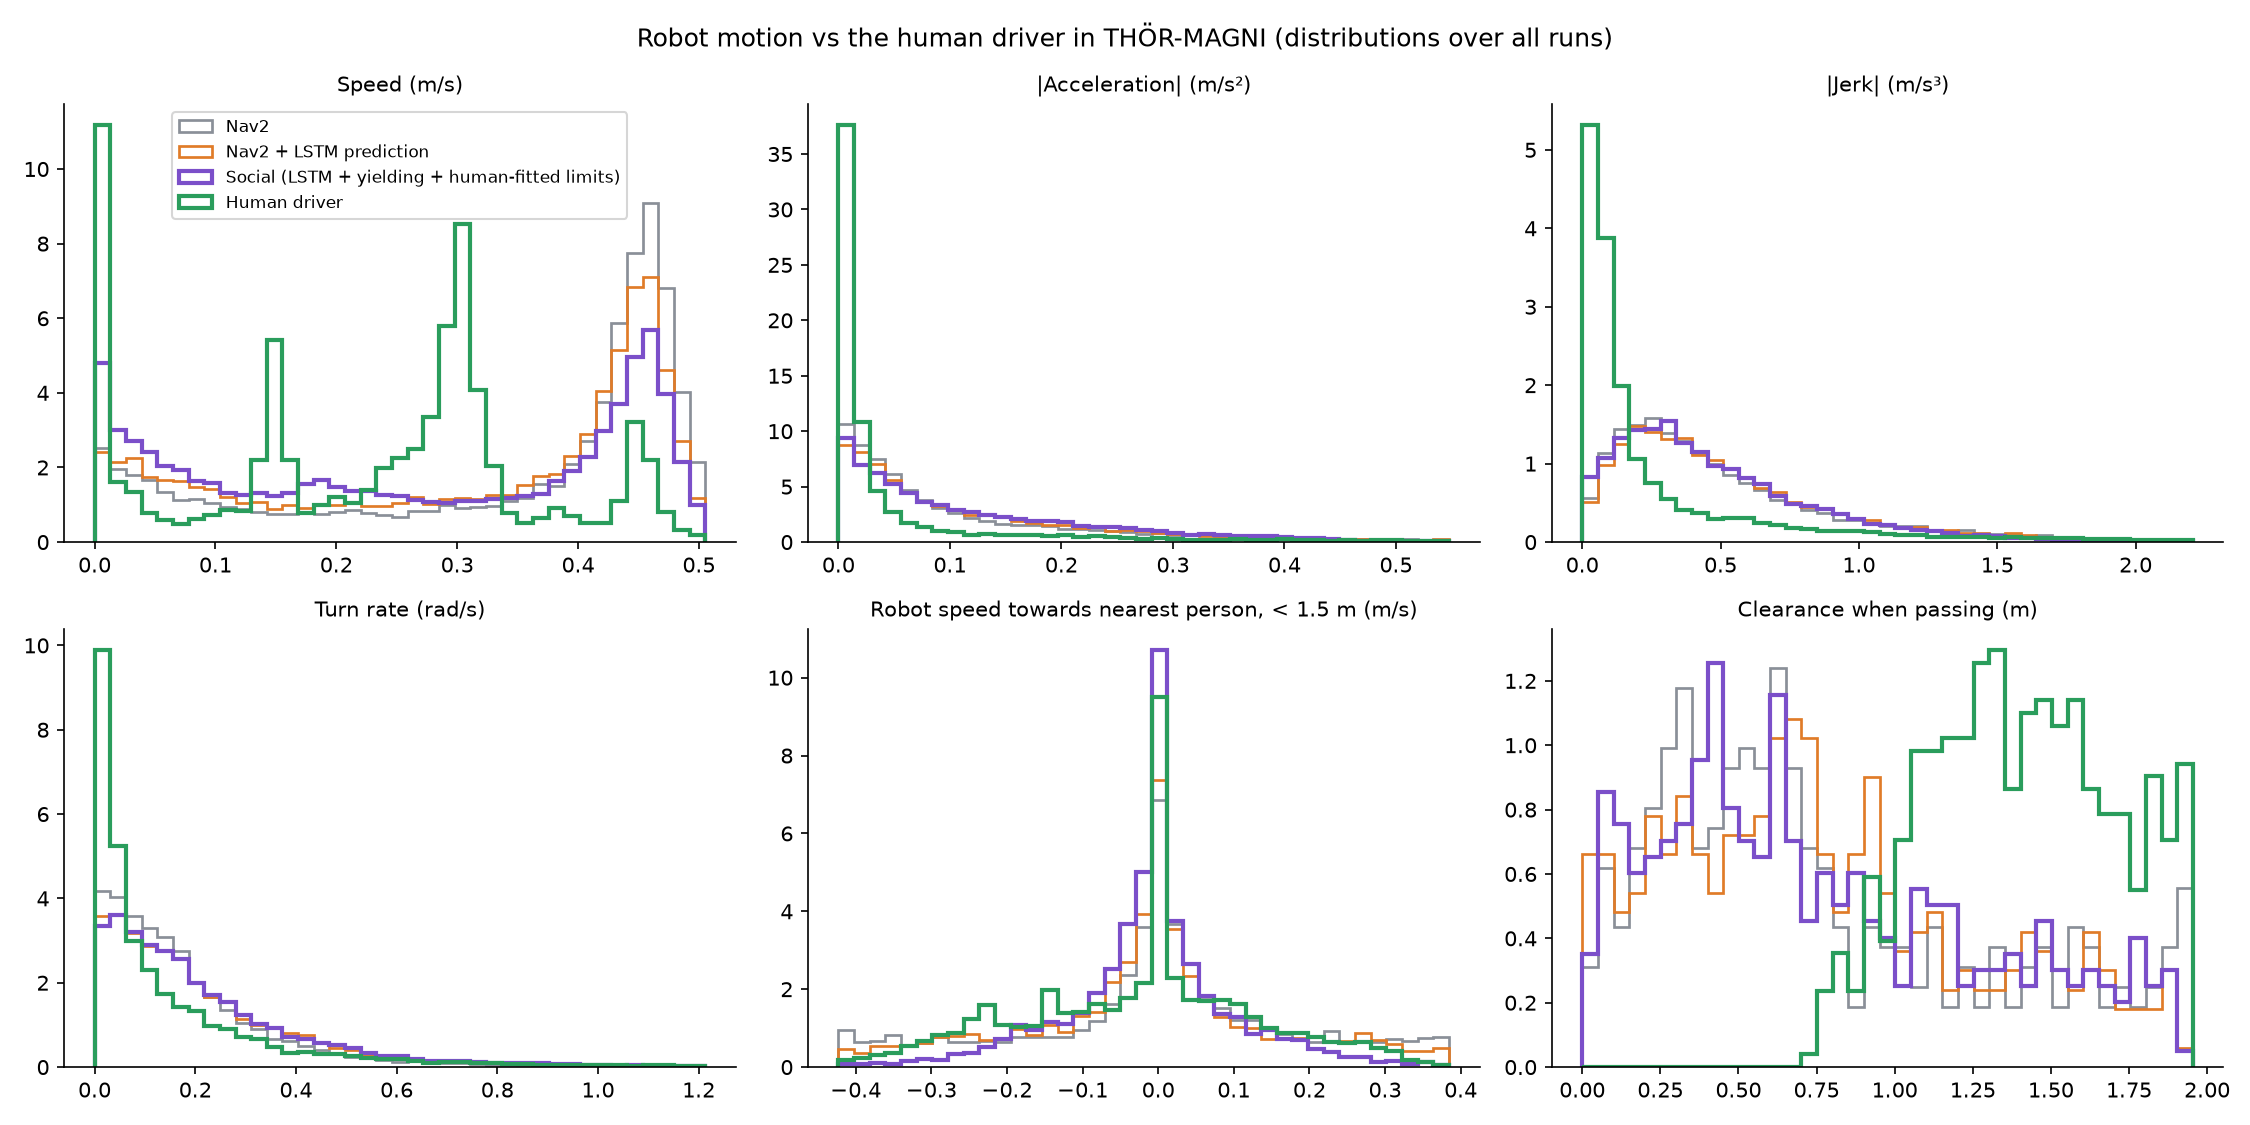 Robot motion vs the human driver in THÖR-MAGNI (distributions over all runs)
Speed (m/s)
Nav2
Nav2 + LSTM prediction
Social (LSTM + yielding + human-fitted limits)
Human driver
0
2
4
6
8
10
0.0 0.1 0.2 0.3 0.4 0.5
|Acceleration| (m/s²)
0
5
10
15
20
25
30
35
0.0 0.1 0.2 0.3 0.4 0.5
|Jerk| (m/s³)
0
1
2
3
4
5
0.0 0.5 1.0 1.5 2.0
Turn rate (rad/s)
0
2
4
6
8
10
0.0 0.2 0.4 0.6 0.8 1.0 1.2
Robot speed towards nearest person, < 1.5 m (m/s)
0
2
4
6
8
10
−0.4 −0.3 −0.2 −0.1 0.0 0.1 0.2 0.3 0.4
Clearance when passing (m)
0.0
0.2
0.4
0.6
0.8
1.0
1.2
0.00 0.25 0.50 0.75 1.00 1.25 1.50 1.75 2.00